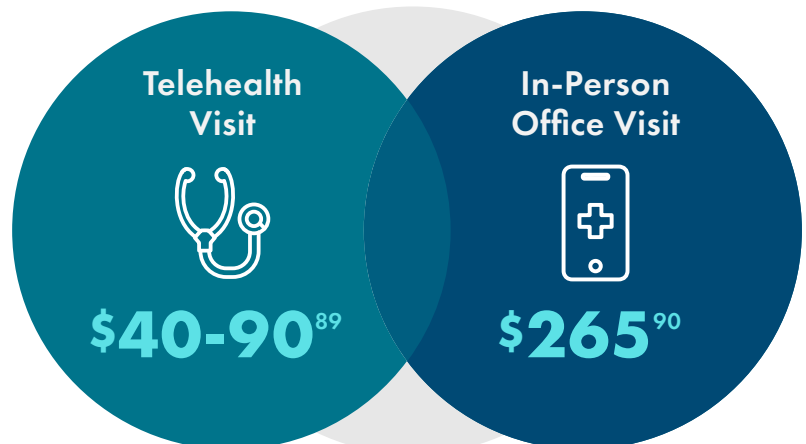 Telehealth
Visit
$40-90⁸⁹
In-Person
Office Visit
$265⁹⁰